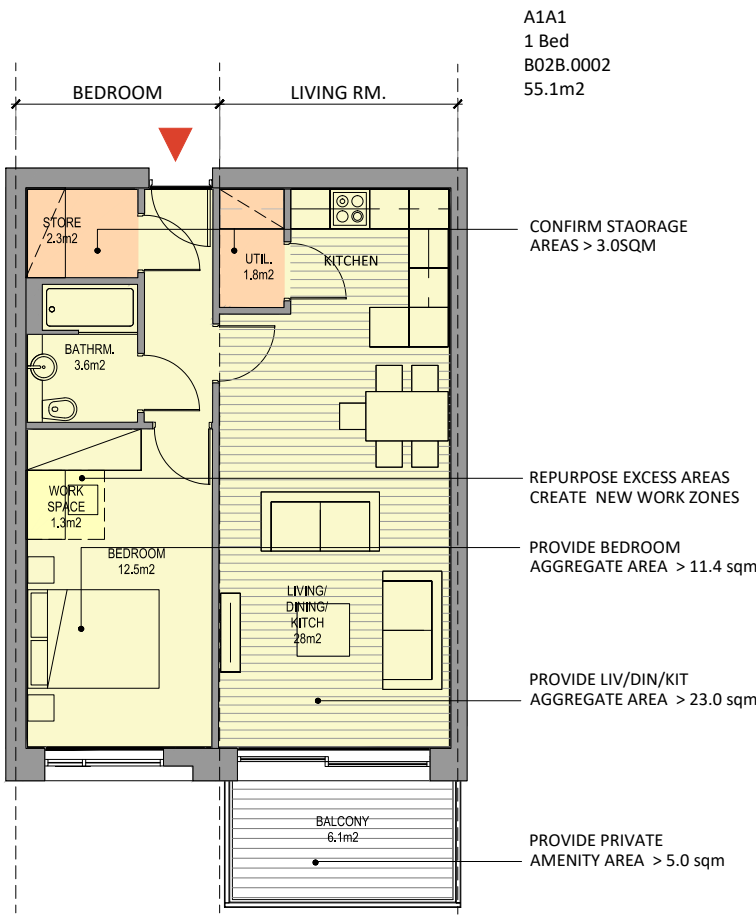 A1A1
1 Bed
B02B.0002
55.1m2
BEDROOM
LIVING RM.
STORE
2.3m2
UTIL.
1.8m2
KITCHEN
CONFIRM STAORAGE
AREAS > 3.0SQM
BATHRM.
3.6m2
WORK
SPACE
1.3m2
REPURPOSE EXCESS AREAS
CREATE NEW WORK ZONES
BEDROOM
12.5m2
PROVIDE BEDROOM
AGGREGATE AREA > 11.4 sqm
LIVING/
DINING/
KITCH
28m2
PROVIDE LIV/DIN/KIT
AGGREGATE AREA > 23.0 sqm
BALCONY
6.1m2
PROVIDE PRIVATE
AMENITY AREA > 5.0 sqm